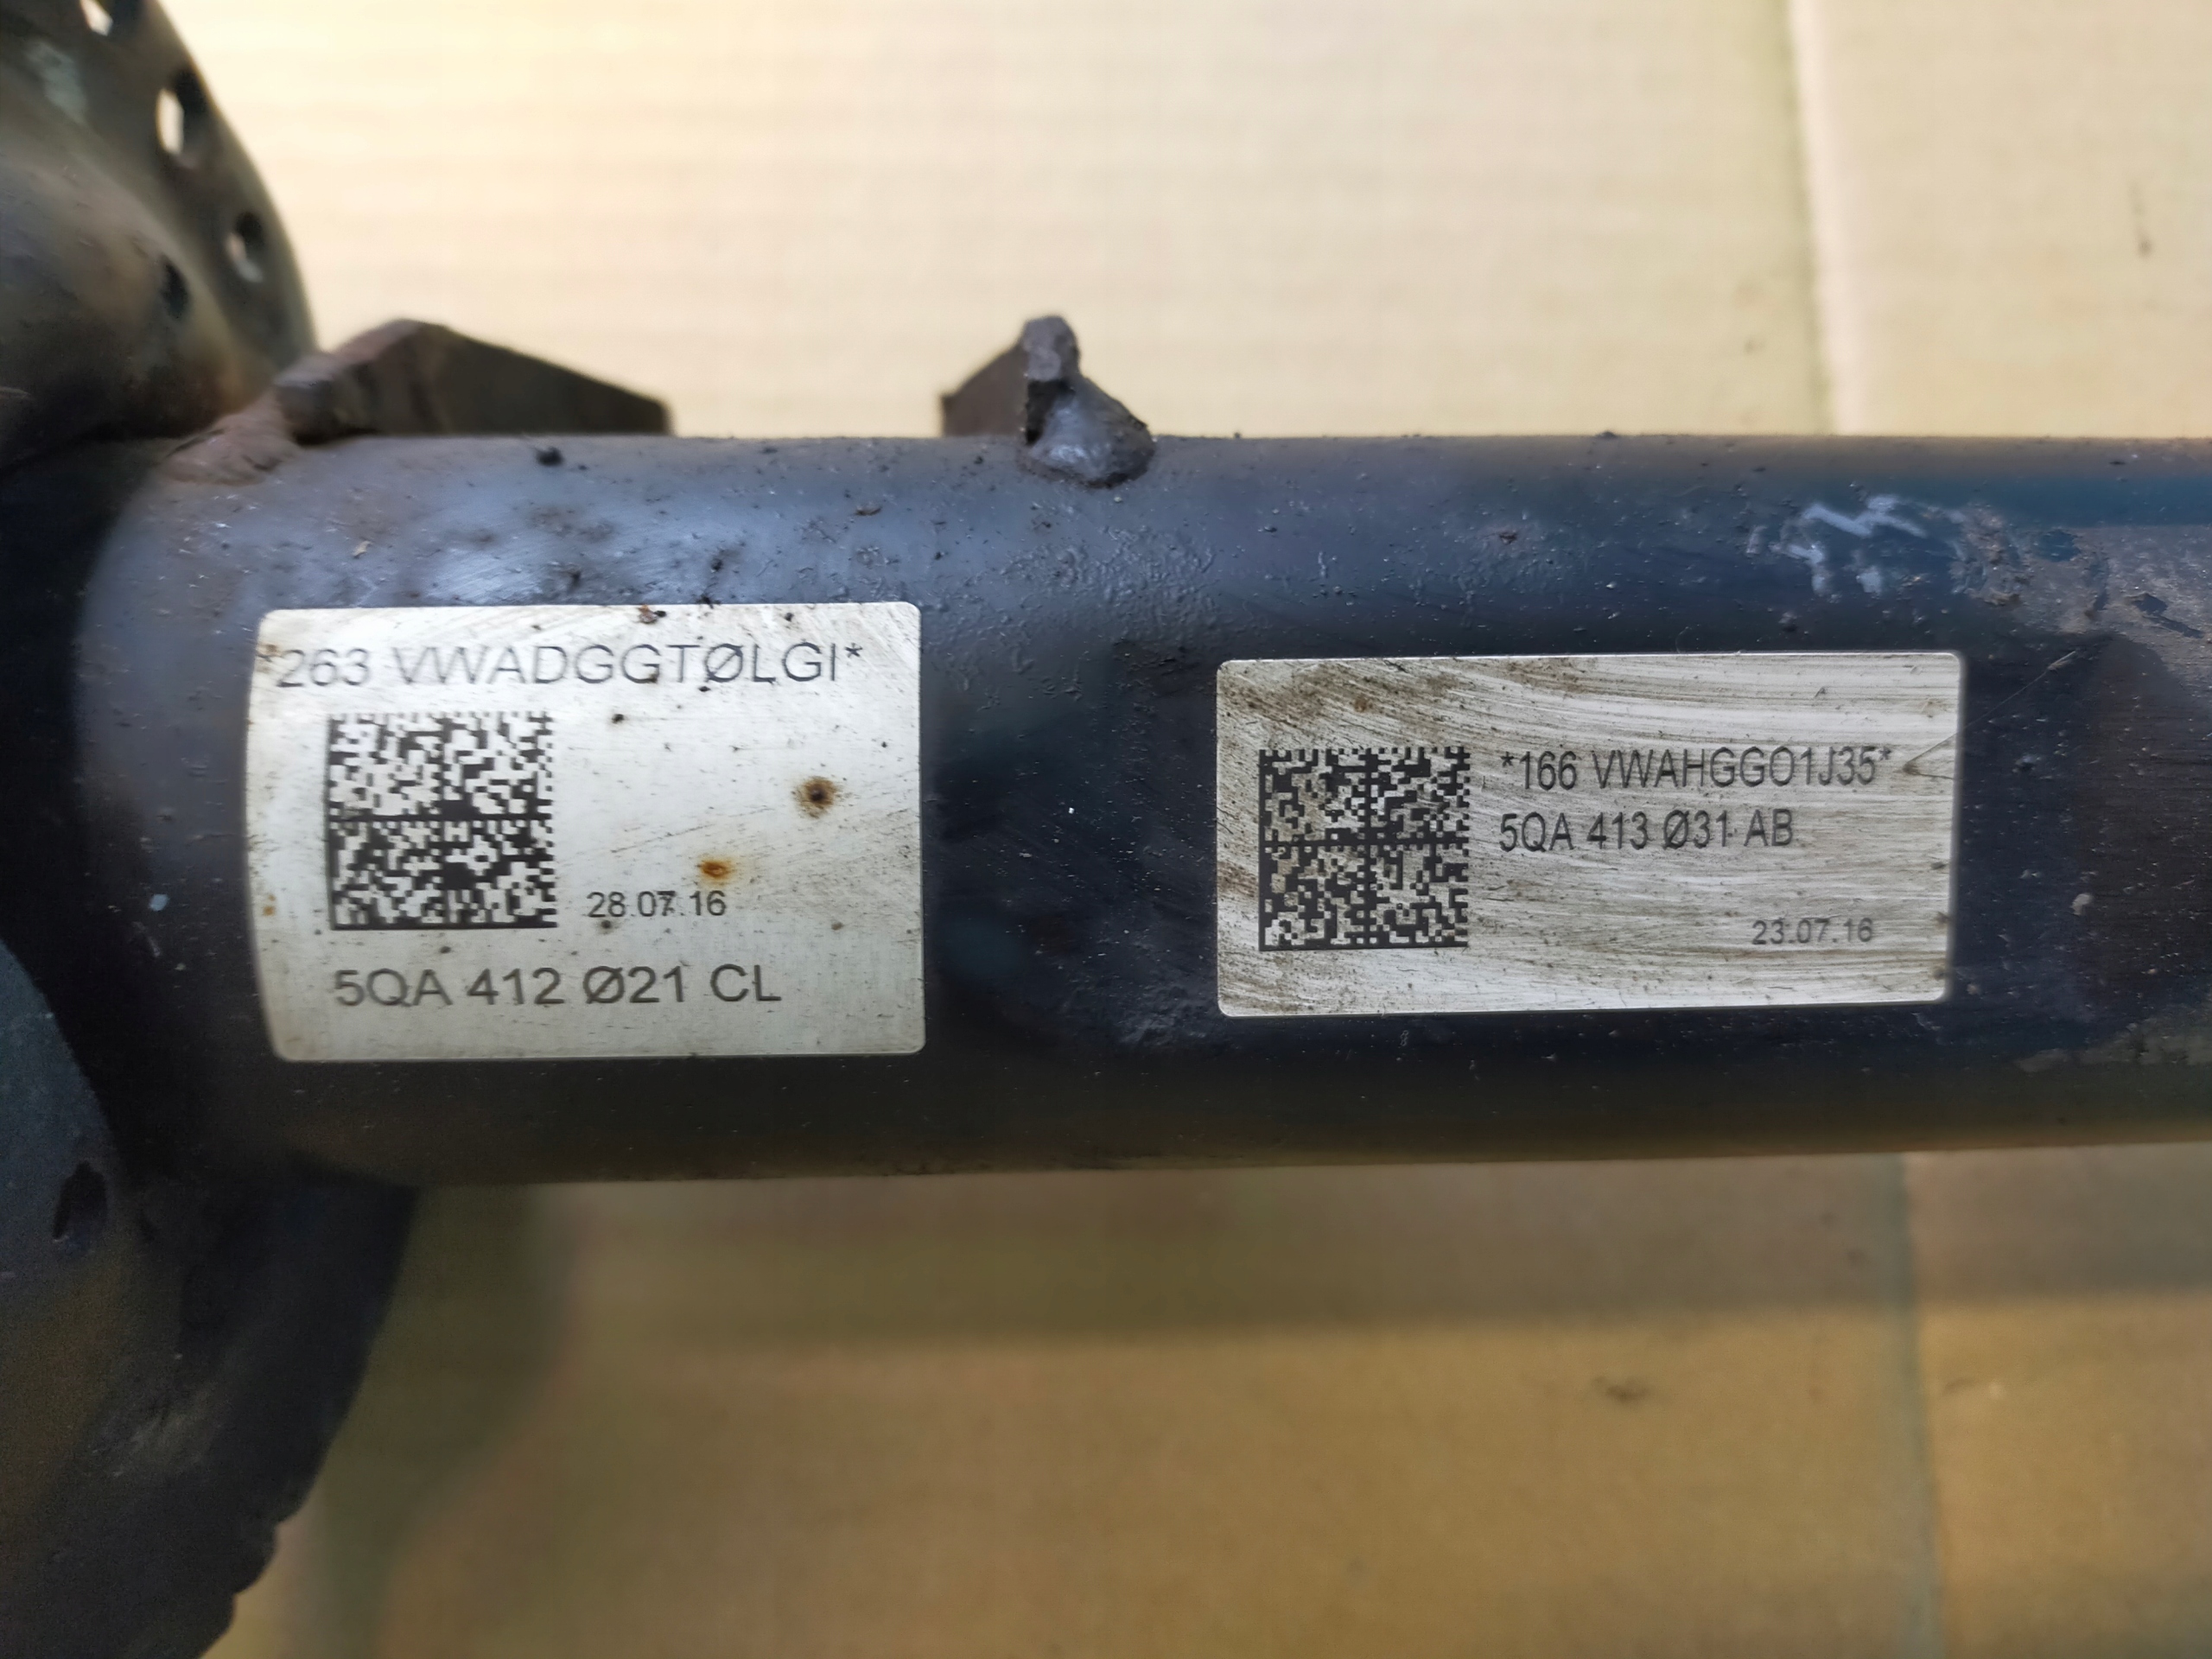 *263 VWADGGTØLGI*
28.07.16
5QA 412 Ø21 CL
*166 VWAHGGO1J35*
5QA 413 Ø31 AB
23.07.16